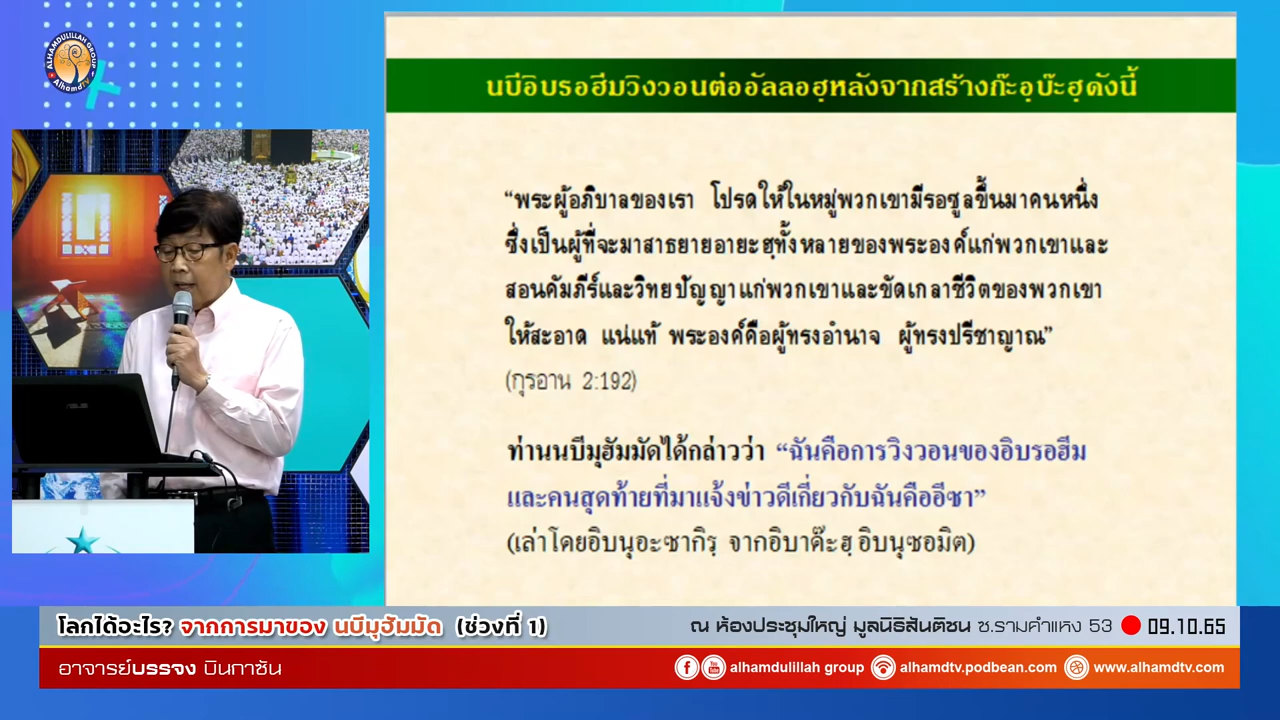 ALHAMDULILLAH GROUP
AlhamdTV
นบีอิบรอฮีมวิงวอนต่ออัลลอฮฺหลังจากสร้างก๊ะอฺบ๊ะฮฺดังนี้
“พระผู้อภิบาลของเรา โปรดให้ในหมู่พวกเขามีรอซูลขึ้นมาคนหนึ่ง
ซึ่งเป็นผู้ที่จะมาสาธยายอายะฮฺทั้งหลายของพระองค์แก่พวกเขาและ
สอนคัมภีร์และวิทยปัญญาแก่พวกเขาและขัดเกลาชีวิตของพวกเขา
ให้สะอาด แน่แท้ พระองค์คือผู้ทรงอำนาจ ผู้ทรงปรีชาญาณ”
(กุรอาน 2:192)
ท่านนบีมุฮัมมัดได้กล่าวว่า “ฉันคือการวิงวอนของอิบรอฮีม
และคนสุดท้ายที่มาแจ้งข่าวดีเกี่ยวกับฉันคืออีซา”
(เล่าโดยอิบนุอะซากิรฺ จากอิบาด๊ะฮฺ อิบนุซอมิต)
โลกได้อะไร? จากการมาของ นบีมุฮัมมัด (ช่วงที่ 1)
ณ ห้องประชุมใหญ่ มูลนิธิสันติชน ซ.รามคำแหง 53 09.10.65
อาจารย์บรรจง บินกาซัน
alhamdulillah group alhamdtv.podbean.com www.alhamdtv.com